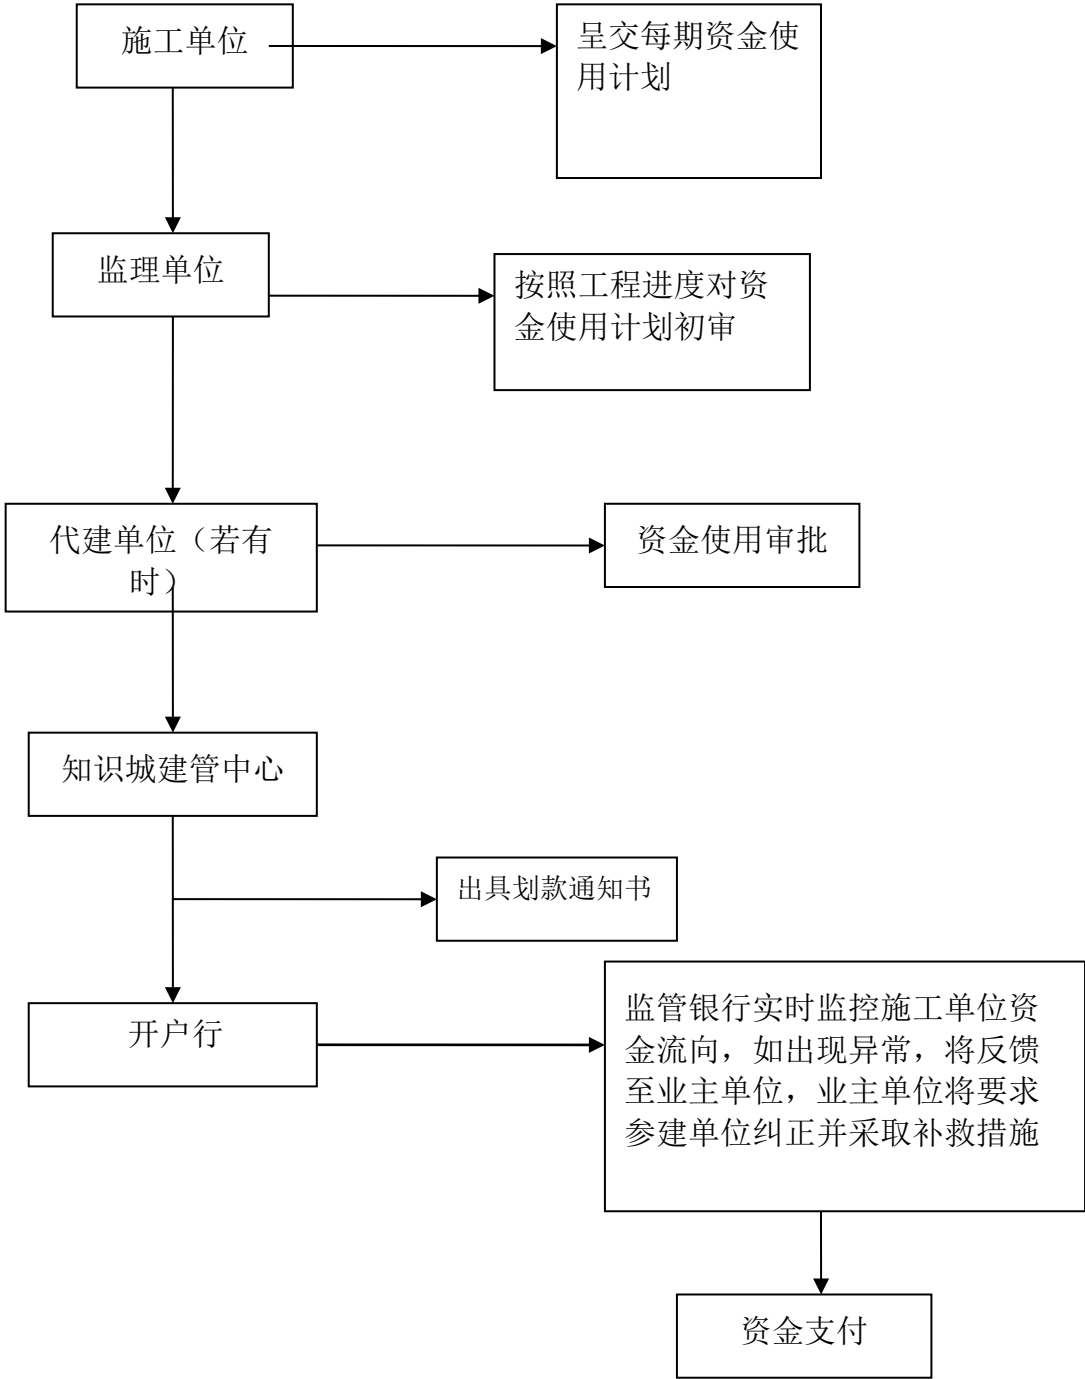 施工单位
呈交每期资金使
用计划
监理单位
按照工程进度对资
金使用计划初审
代建单位（若有
时）
资金使用审批
知识城建管中心
出具划款通知书
开户行
监管银行实时监控施工单位资
金流向，如出现异常，将反馈
至业主单位，业主单位将要求
参建单位纠正并采取补救措施
资金支付